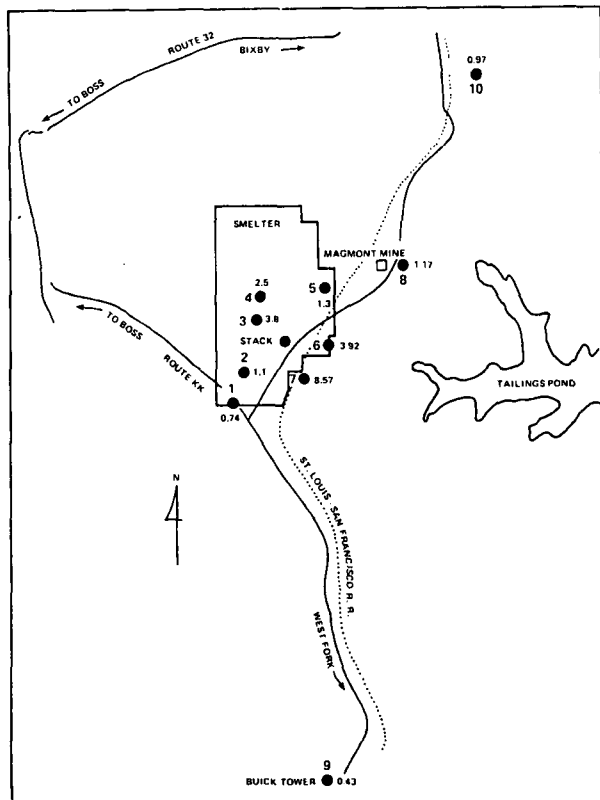 ROUTE 32
BIXBY
TO BOSS
0.97
10
SMELTER
MAGMONT MINE
8
1.17
2.5
4
5
1.3
3
3.8
STACK
6
3.92
TO BOSS
ROUTE KK
2
1.1
7
8.57
1
0.74
TAILINGS POND
N
ST. LOUIS SAN FRANCISCO R. R.
WEST FORK
9
BUICK TOWER
0.43